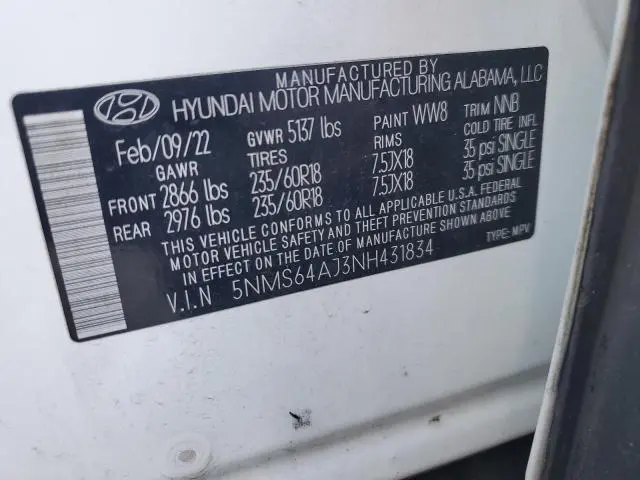 MANUFACTURED BY
HYUNDAI MOTOR MANUFACTURING ALABAMA, LLC
Feb/09/22 GVWR 5137 lbs PAINT WW8 TRIM NNB
GAWR TIRES RIMS COLD TIRE INFL
FRONT 2866 lbs 235/60R18 7.5JX18 35 psi SINGLE
REAR 2976 lbs 235/60R18 7.5JX18 35 psi SINGLE
THIS VEHICLE CONFORMS TO ALL APPLICABLE U.S.A. FEDERAL
MOTOR VEHICLE SAFETY AND THEFT PREVENTION STANDARDS
IN EFFECT ON THE DATE OF MANUFACTURE SHOWN ABOVE
V.I.N 5NMS64AJ3NH431834 TYPE: MPV